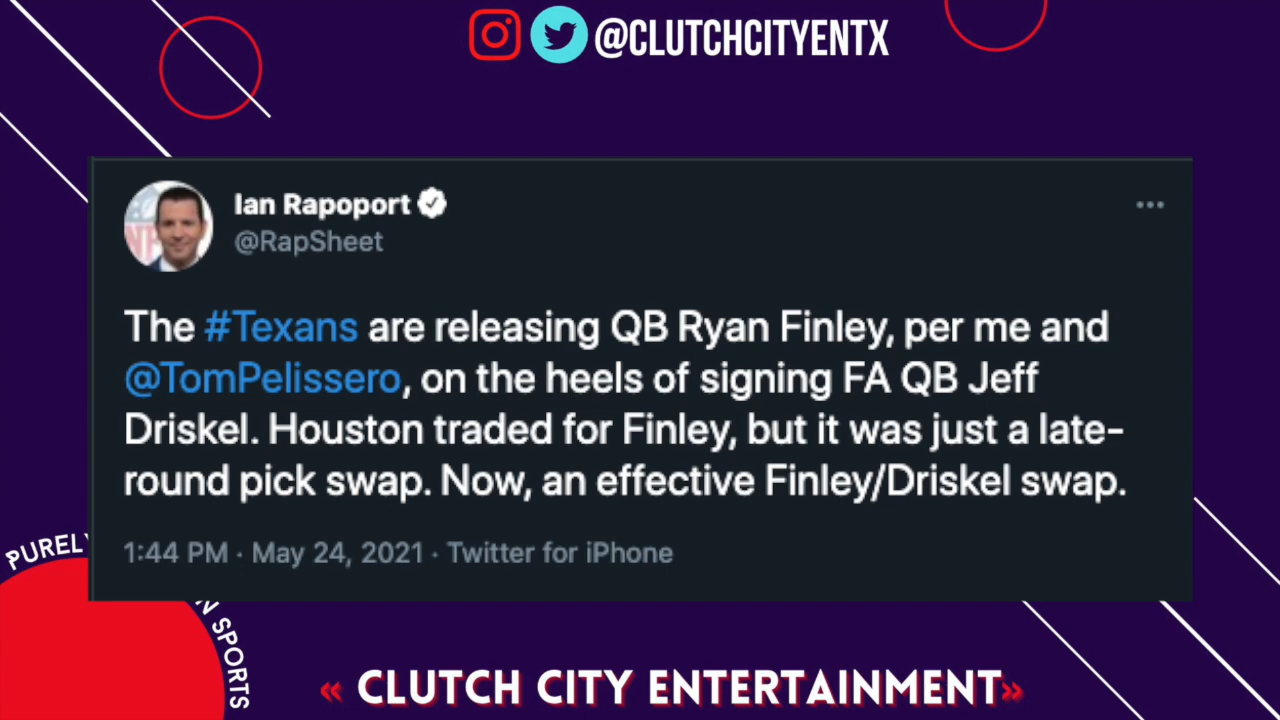 @CLUTCHCITYENTX
Ian Rapoport
@RapSheet
The #Texans are releasing QB Ryan Finley, per me and
@TomPelissero, on the heels of signing FA QB Jeff
Driskel. Houston traded for Finley, but it was just a late-
round pick swap. Now, an effective Finley/Driskel swap.
1:44 PM · May 24, 2021 · Twitter for iPhone
PUREL
N SPORTS
« CLUTCH CITY ENTERTAINMENT»